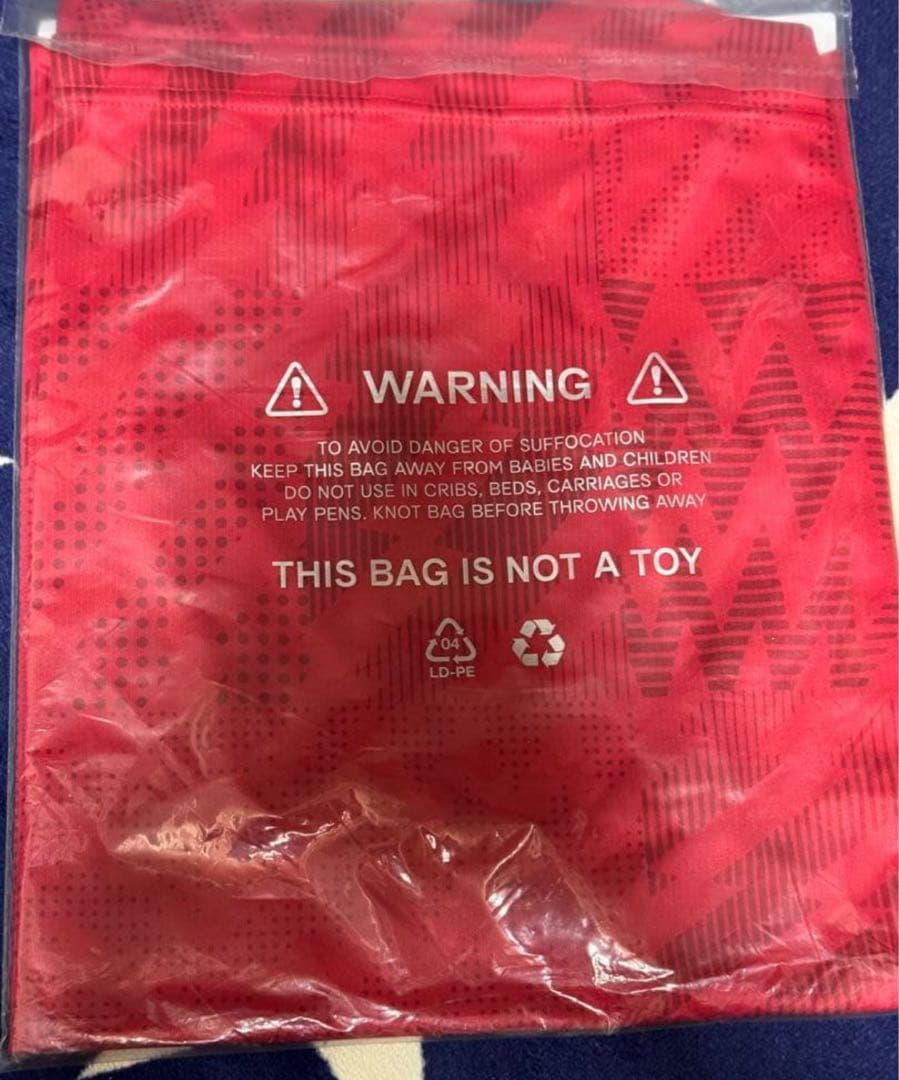 WARNING
TO AVOID DANGER OF SUFFOCATION
KEEP THIS BAG AWAY FROM BABIES AND CHILDREN
DO NOT USE IN CRIBS, BEDS, CARRIAGES OR
PLAY PENS. KNOT BAG BEFORE THROWING AWAY
THIS BAG IS NOT A TOY
04
LD-PE